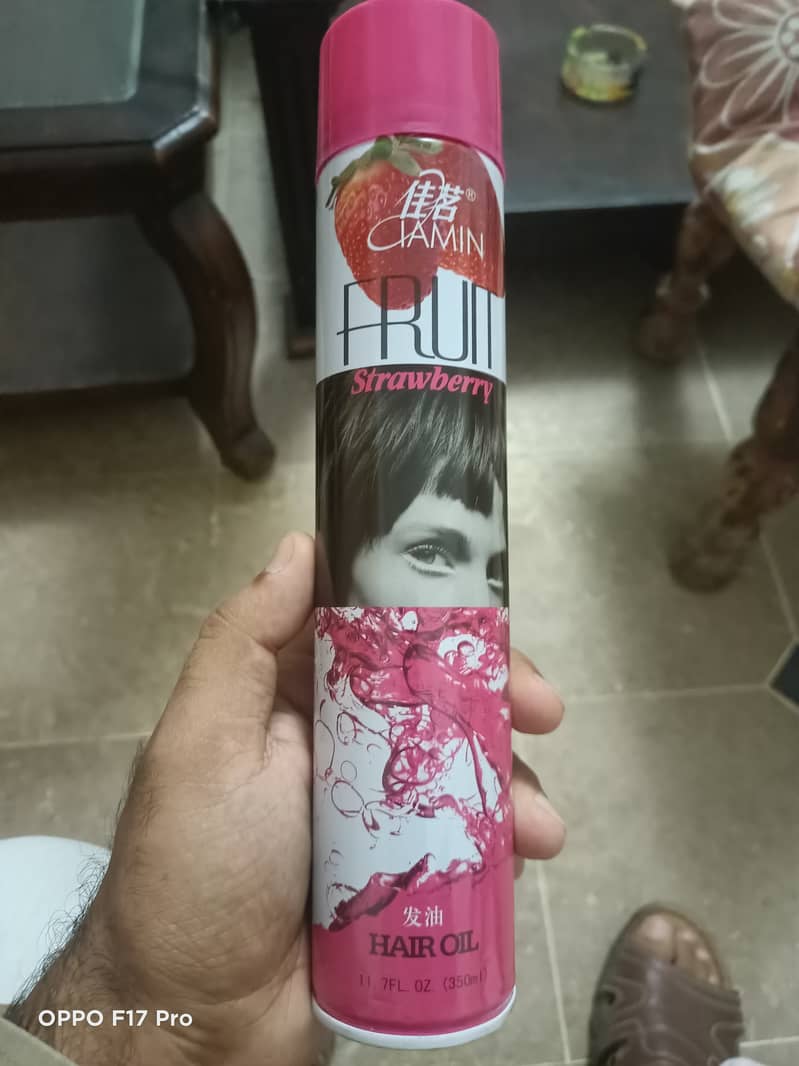 佳茗®
JIAMIN
FRUIT
Strawberry
发油
HAIR OIL
11.7FL. OZ. (350ml)
OPPO F17 Pro